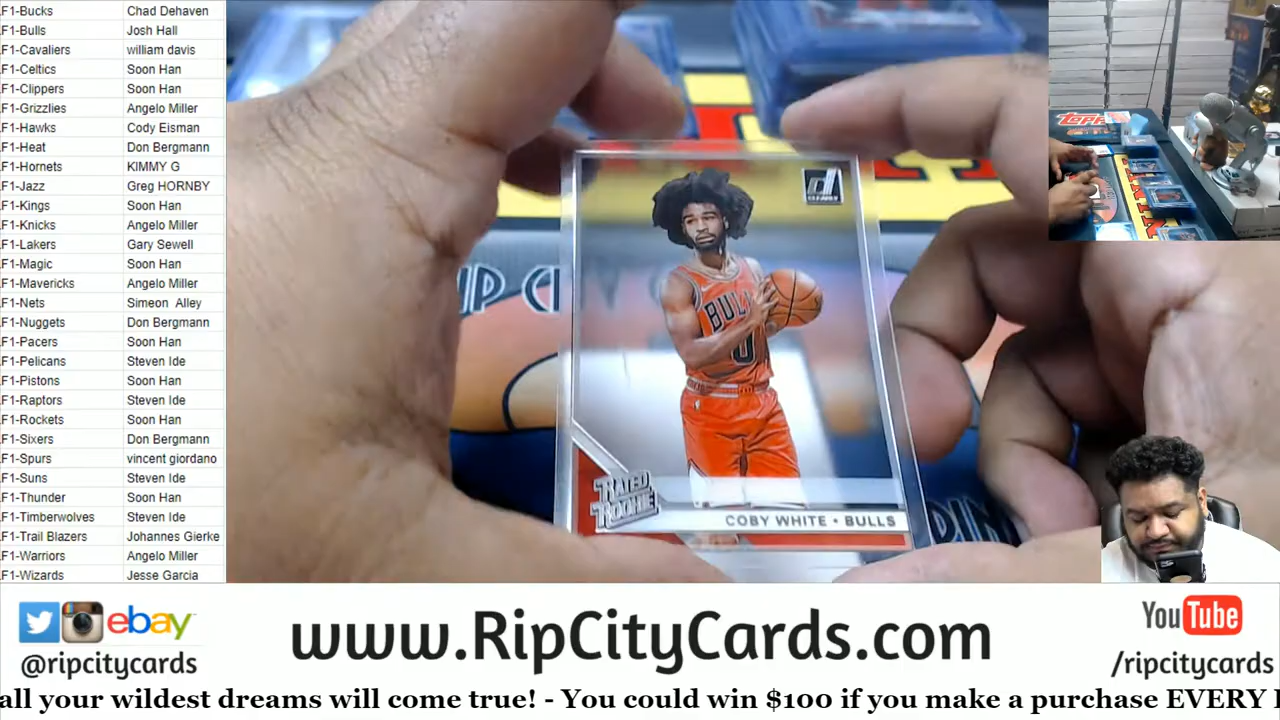 .F1-Bucks Chad Dehaven
.F1-Bulls Josh Hall
.F1-Cavaliers william davis
.F1-Celtics Soon Han
.F1-Clippers Soon Han
.F1-Grizzlies Angelo Miller
.F1-Hawks Cody Eisman
.F1-Heat Don Bergmann
.F1-Hornets KIMMY G
.F1-Jazz Greg HORNBY
.F1-Kings Soon Han
.F1-Knicks Angelo Miller
.F1-Lakers Gary Sewell
.F1-Magic Soon Han
.F1-Mavericks Angelo Miller
.F1-Nets Simeon Alley
.F1-Nuggets Don Bergmann
.F1-Pacers Soon Han
.F1-Pelicans Steven Ide
.F1-Pistons Soon Han
.F1-Raptors Steven Ide
.F1-Rockets Soon Han
.F1-Sixers Don Bergmann
.F1-Spurs vincent giordano
.F1-Suns Steven Ide
.F1-Thunder Soon Han
.F1-Timberwolves Steven Ide
.F1-Trail Blazers Johannes Gierke
.F1-Warriors Angelo Miller
.F1-Wizards Jesse Garcia
d
CLEARLY
BULLS
0
RATED
ROOKIE
COBY WHITE • BULLS
TOPPS
ebay
@ripcitycards
www.RipCityCards.com
YouTube
/ripcitycards
all your wildest dreams will come true! - You could win $100 if you make a purchase EVERY